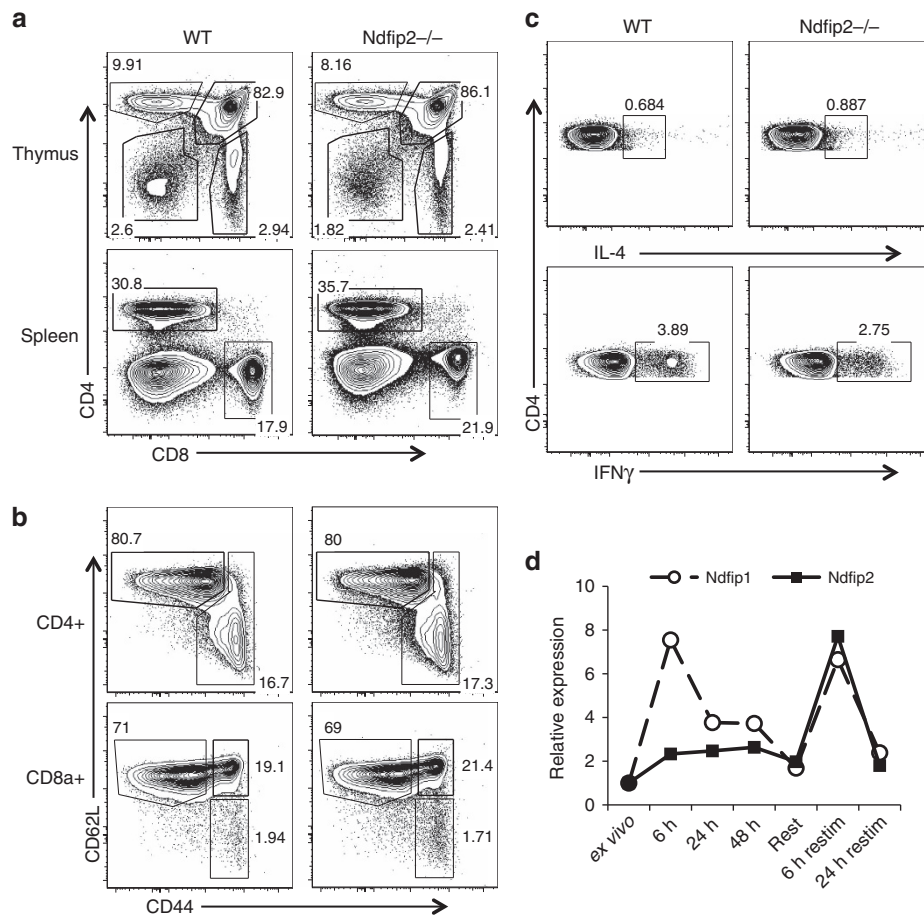 a
WT
Ndfip2–/–
9.91
82.9
2.6
2.94
8.16
86.1
1.82
2.41
Thymus
30.8
17.9
35.7
21.9
Spleen
CD4
CD8
b
80.7
16.7
80
17.3
CD4+
71
19.1
1.94
69
21.4
1.71
CD8a+
CD62L
CD44
c
WT
Ndfip2–/–
0.684
0.887
IL-4
3.89
2.75
CD4
IFNγ
d
Ndfip1
Ndfip2
10
8
6
4
2
0
Relative expression
ex vivo
6 h
24 h
48 h
Rest
6 h restim
24 h restim